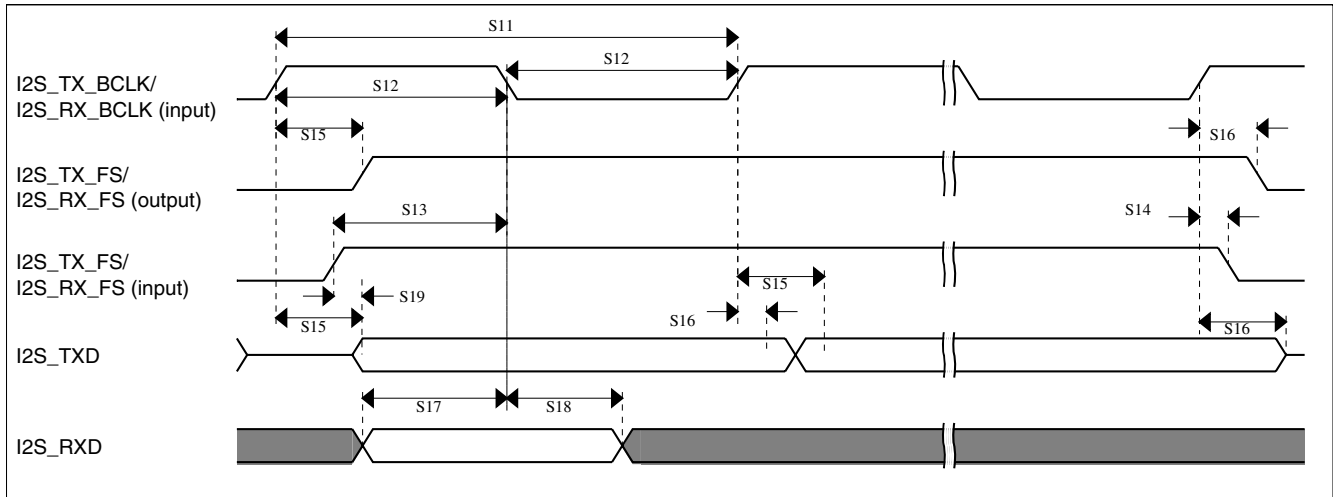 S11
I2S_TX_BCLK/
I2S_RX_BCLK (input)
S12
S12
S15
S16
I2S_TX_FS/
I2S_RX_FS (output)
S13
S14
I2S_TX_FS/
I2S_RX_FS (input)
S15
S19
S16
S15
S16
I2S_TXD
S17
S18
I2S_RXD